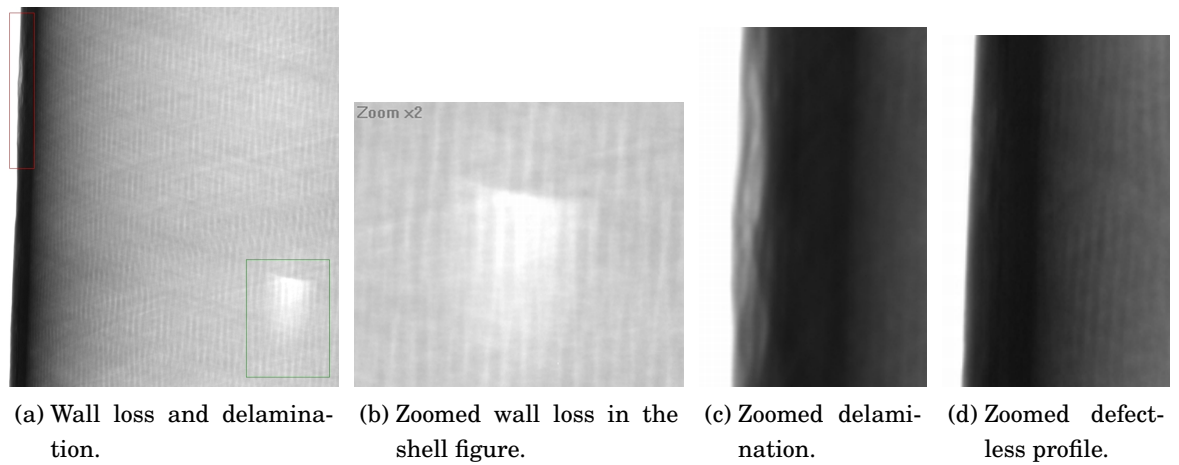 Zoom x2
(a) Wall loss and delamina-
tion.
(b) Zoomed wall loss in the
shell figure.
(c) Zoomed delami-
nation.
(d) Zoomed defect-
less profile.